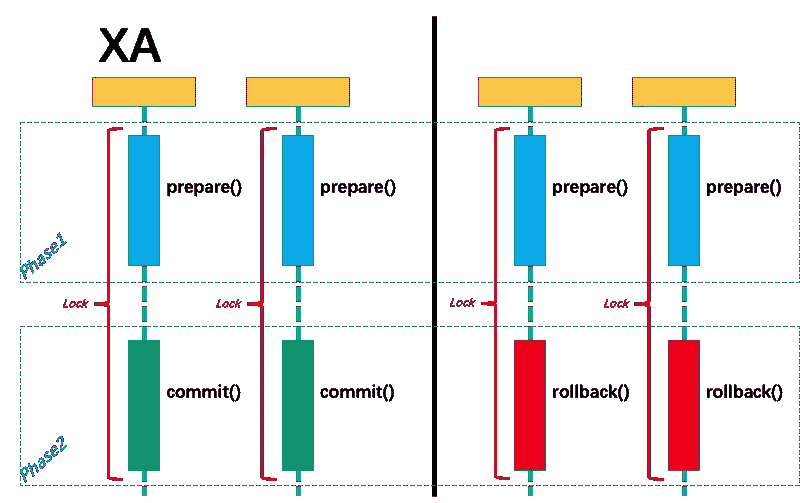 XA
prepare()
prepare()
prepare()
prepare()
Phase1
Lock
Lock
Lock
Lock
commit()
commit()
rollback()
rollback()
Phase2